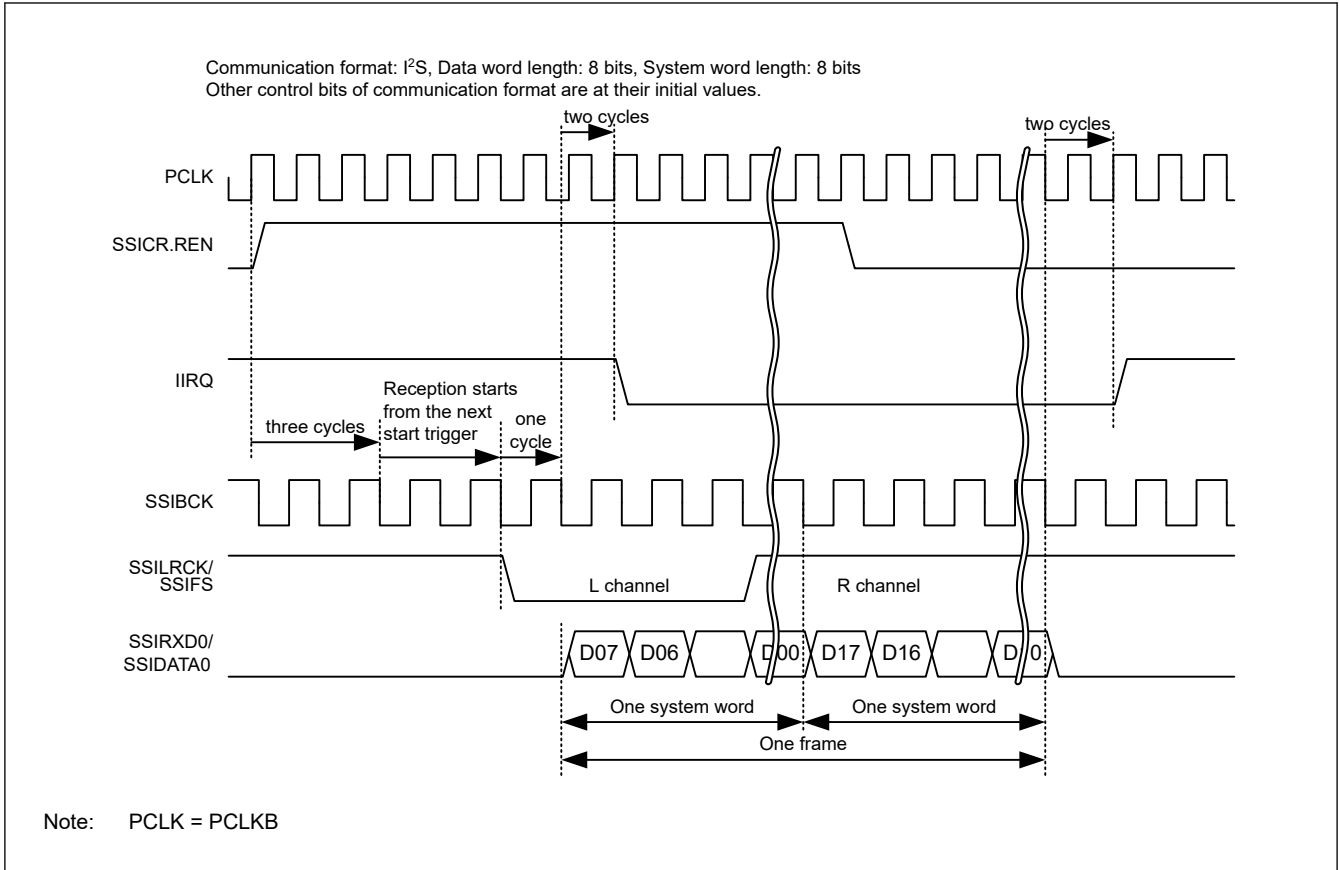 Communication format: I²S, Data word length: 8 bits, System word length: 8 bits
Other control bits of communication format are at their initial values.
two cycles
two cycles
PCLK
SSICR.REN
IIRQ
Reception starts
from the next
start trigger
one
cycle
three cycles
SSIBCK
SSILRCK/
SSIFS
L channel
R channel
SSIRXD0/
SSIDATA0
D07
D06
D00
D17
D16
One system word
One system word
One frame
Note: PCLK = PCLKB